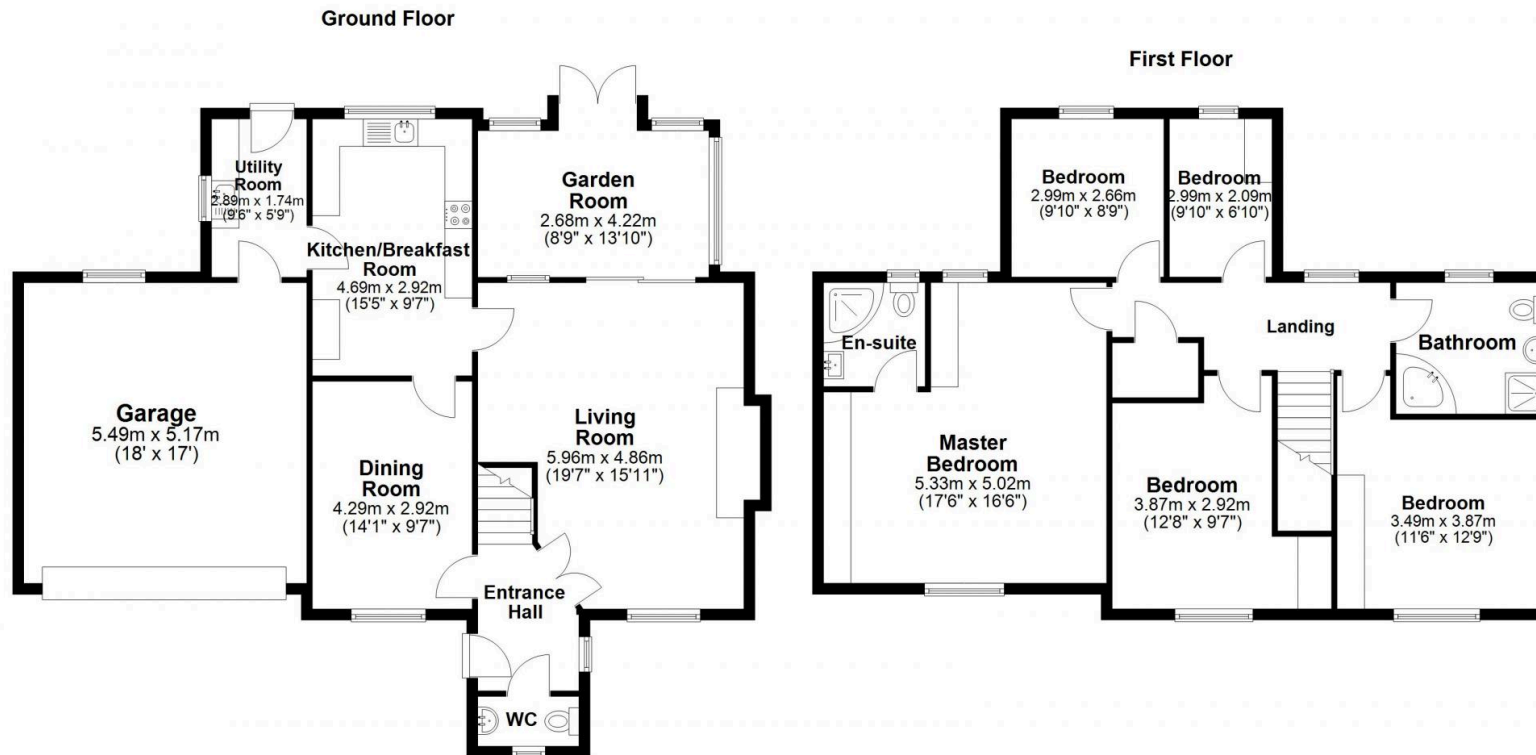 Ground Floor
Utility
Room
2.89m x 1.74m
(9'6" x 5'9")
Kitchen/Breakfast
Room
4.69m x 2.92m
(15'5" x 9'7")
Garden
Room
2.68m x 4.22m
(8'9" x 13'10")
Garage
5.49m x 5.17m
(18' x 17')
Dining
Room
4.29m x 2.92m
(14'1" x 9'7")
Living
Room
5.96m x 4.86m
(19'7" x 15'11")
Entrance
Hall
WC
First Floor
Bedroom
2.99m x 2.66m
(9'10" x 8'9")
Bedroom
2.99m x 2.09m
(9'10" x 6'10")
En-suite
Landing
Bathroom
Master
Bedroom
5.33m x 5.02m
(17'6" x 16'6")
Bedroom
3.87m x 2.92m
(12'8" x 9'7")
Bedroom
3.49m x 3.87m
(11'6" x 12'9")